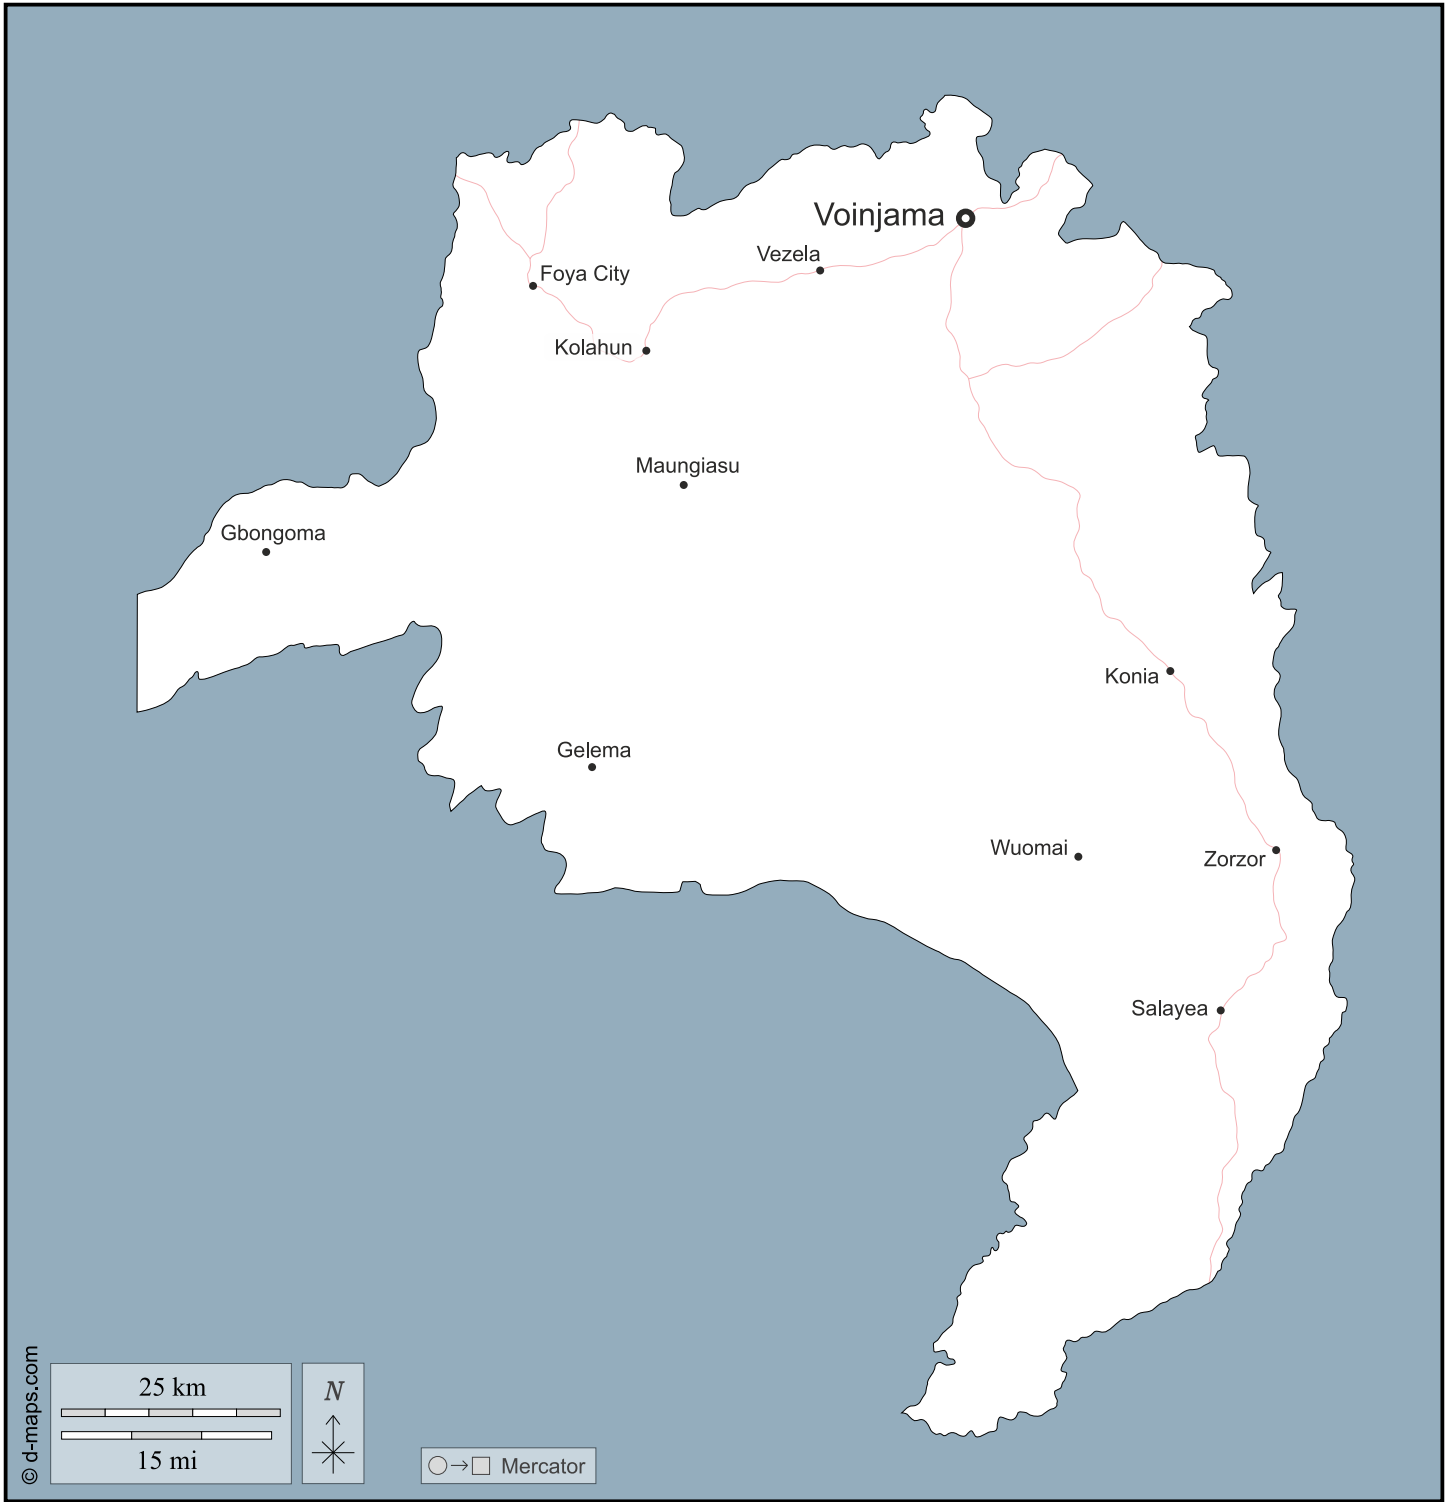 Voinjama
Vezela
Foya City
Kolahun
Maungiasu
Gbongoma
Konia
Gelema
Wuomai
Zorzor
Salayea
25 km
15 mi
N
Mercator
© d-maps.com